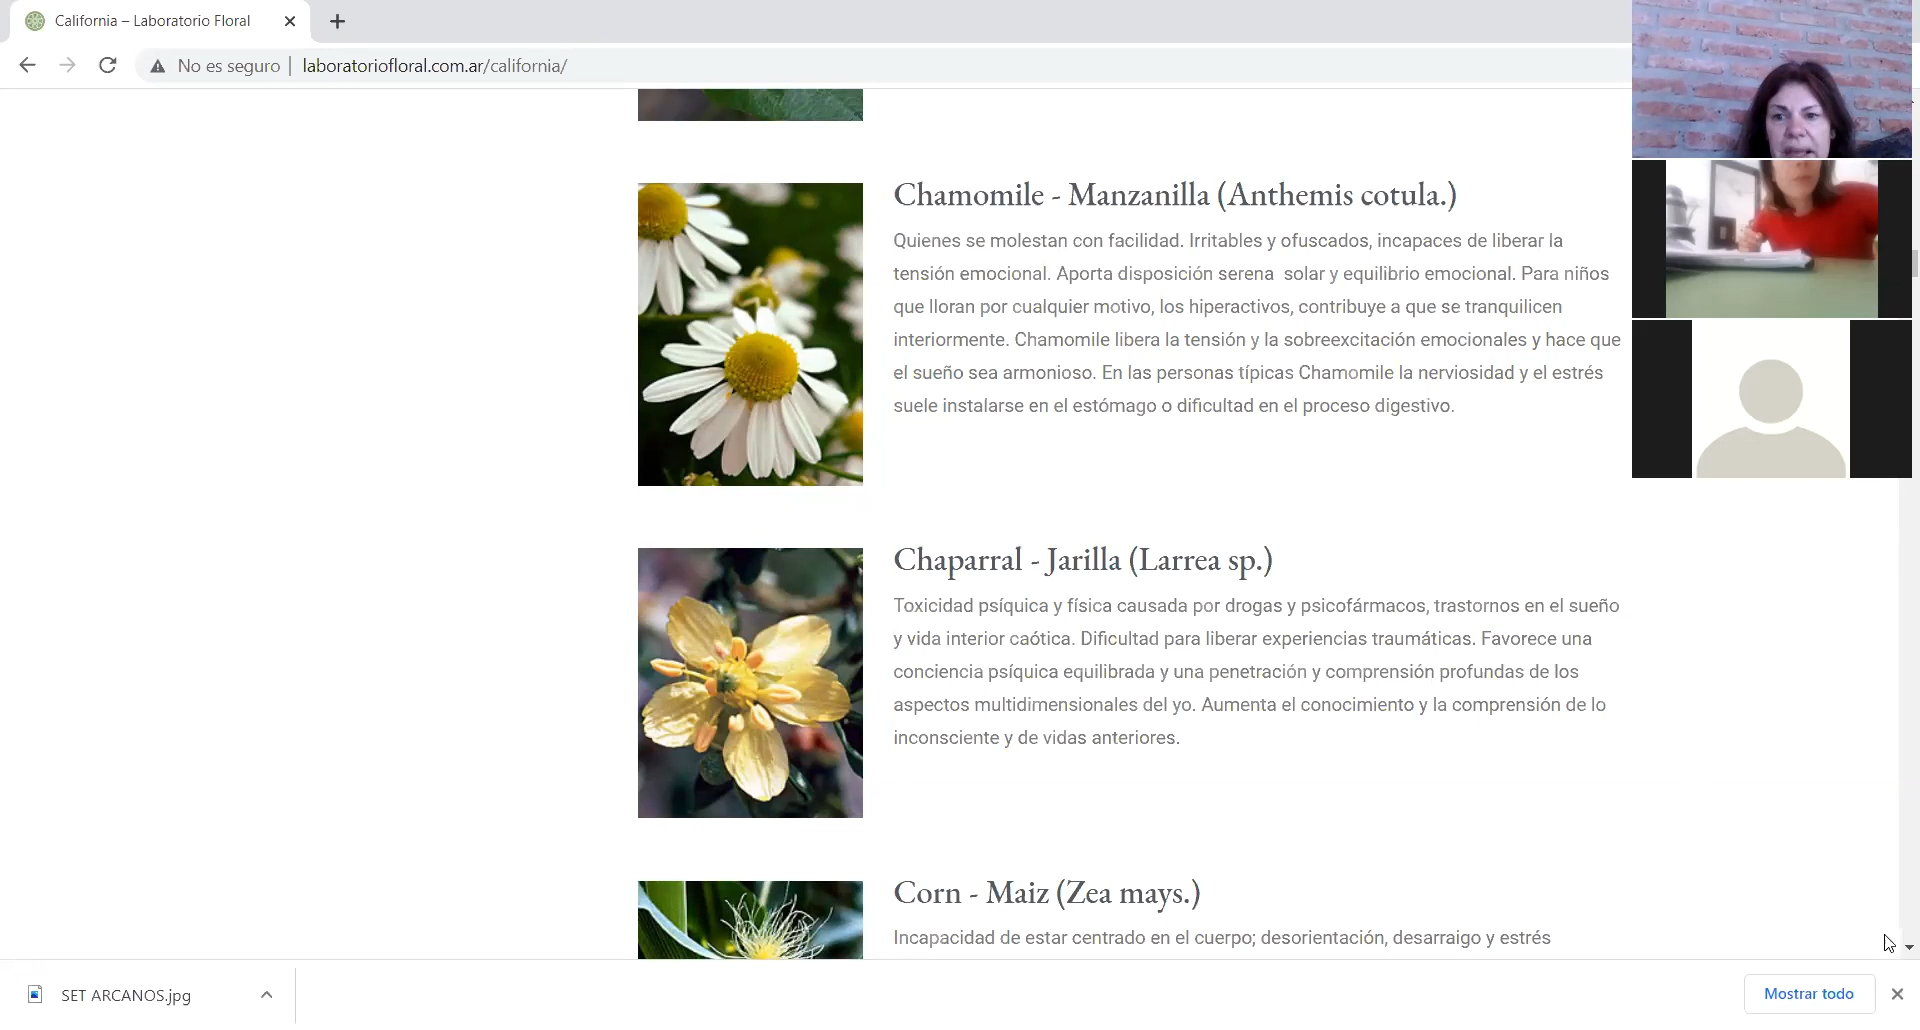 California – Laboratorio Floral
No es seguro | laboratoriofloral.com.ar/california/
Chamomile - Manzanilla (Anthemis cotula.)
Quienes se molestan con facilidad. Irritables y ofuscados, incapaces de liberar la
tensión emocional. Aporta disposición serena  solar y equilibrio emocional. Para niños
que lloran por cualquier motivo, los hiperactivos, contribuye a que se tranquilicen
interiormente. Chamomile libera la tensión y la sobreexcitación emocionales y hace que
el sueño sea armonioso. En las personas típicas Chamomile la nerviosidad y el estrés
suele instalarse en el estómago o dificultad en el proceso digestivo.
Chaparral - Jarilla (Larrea sp.)
Toxicidad psíquica y física causada por drogas y psicofármacos, trastornos en el sueño
y vida interior caótica. Dificultad para liberar experiencias traumáticas. Favorece una
conciencia psíquica equilibrada y una penetración y comprensión profundas de los
aspectos multidimensionales del yo. Aumenta el conocimiento y la comprensión de lo
inconsciente y de vidas anteriores.
Corn - Maiz (Zea mays.)
Incapacidad de estar centrado en el cuerpo; desorientación, desarraigo y estrés
SET ARCANOS.jpg
Mostrar todo